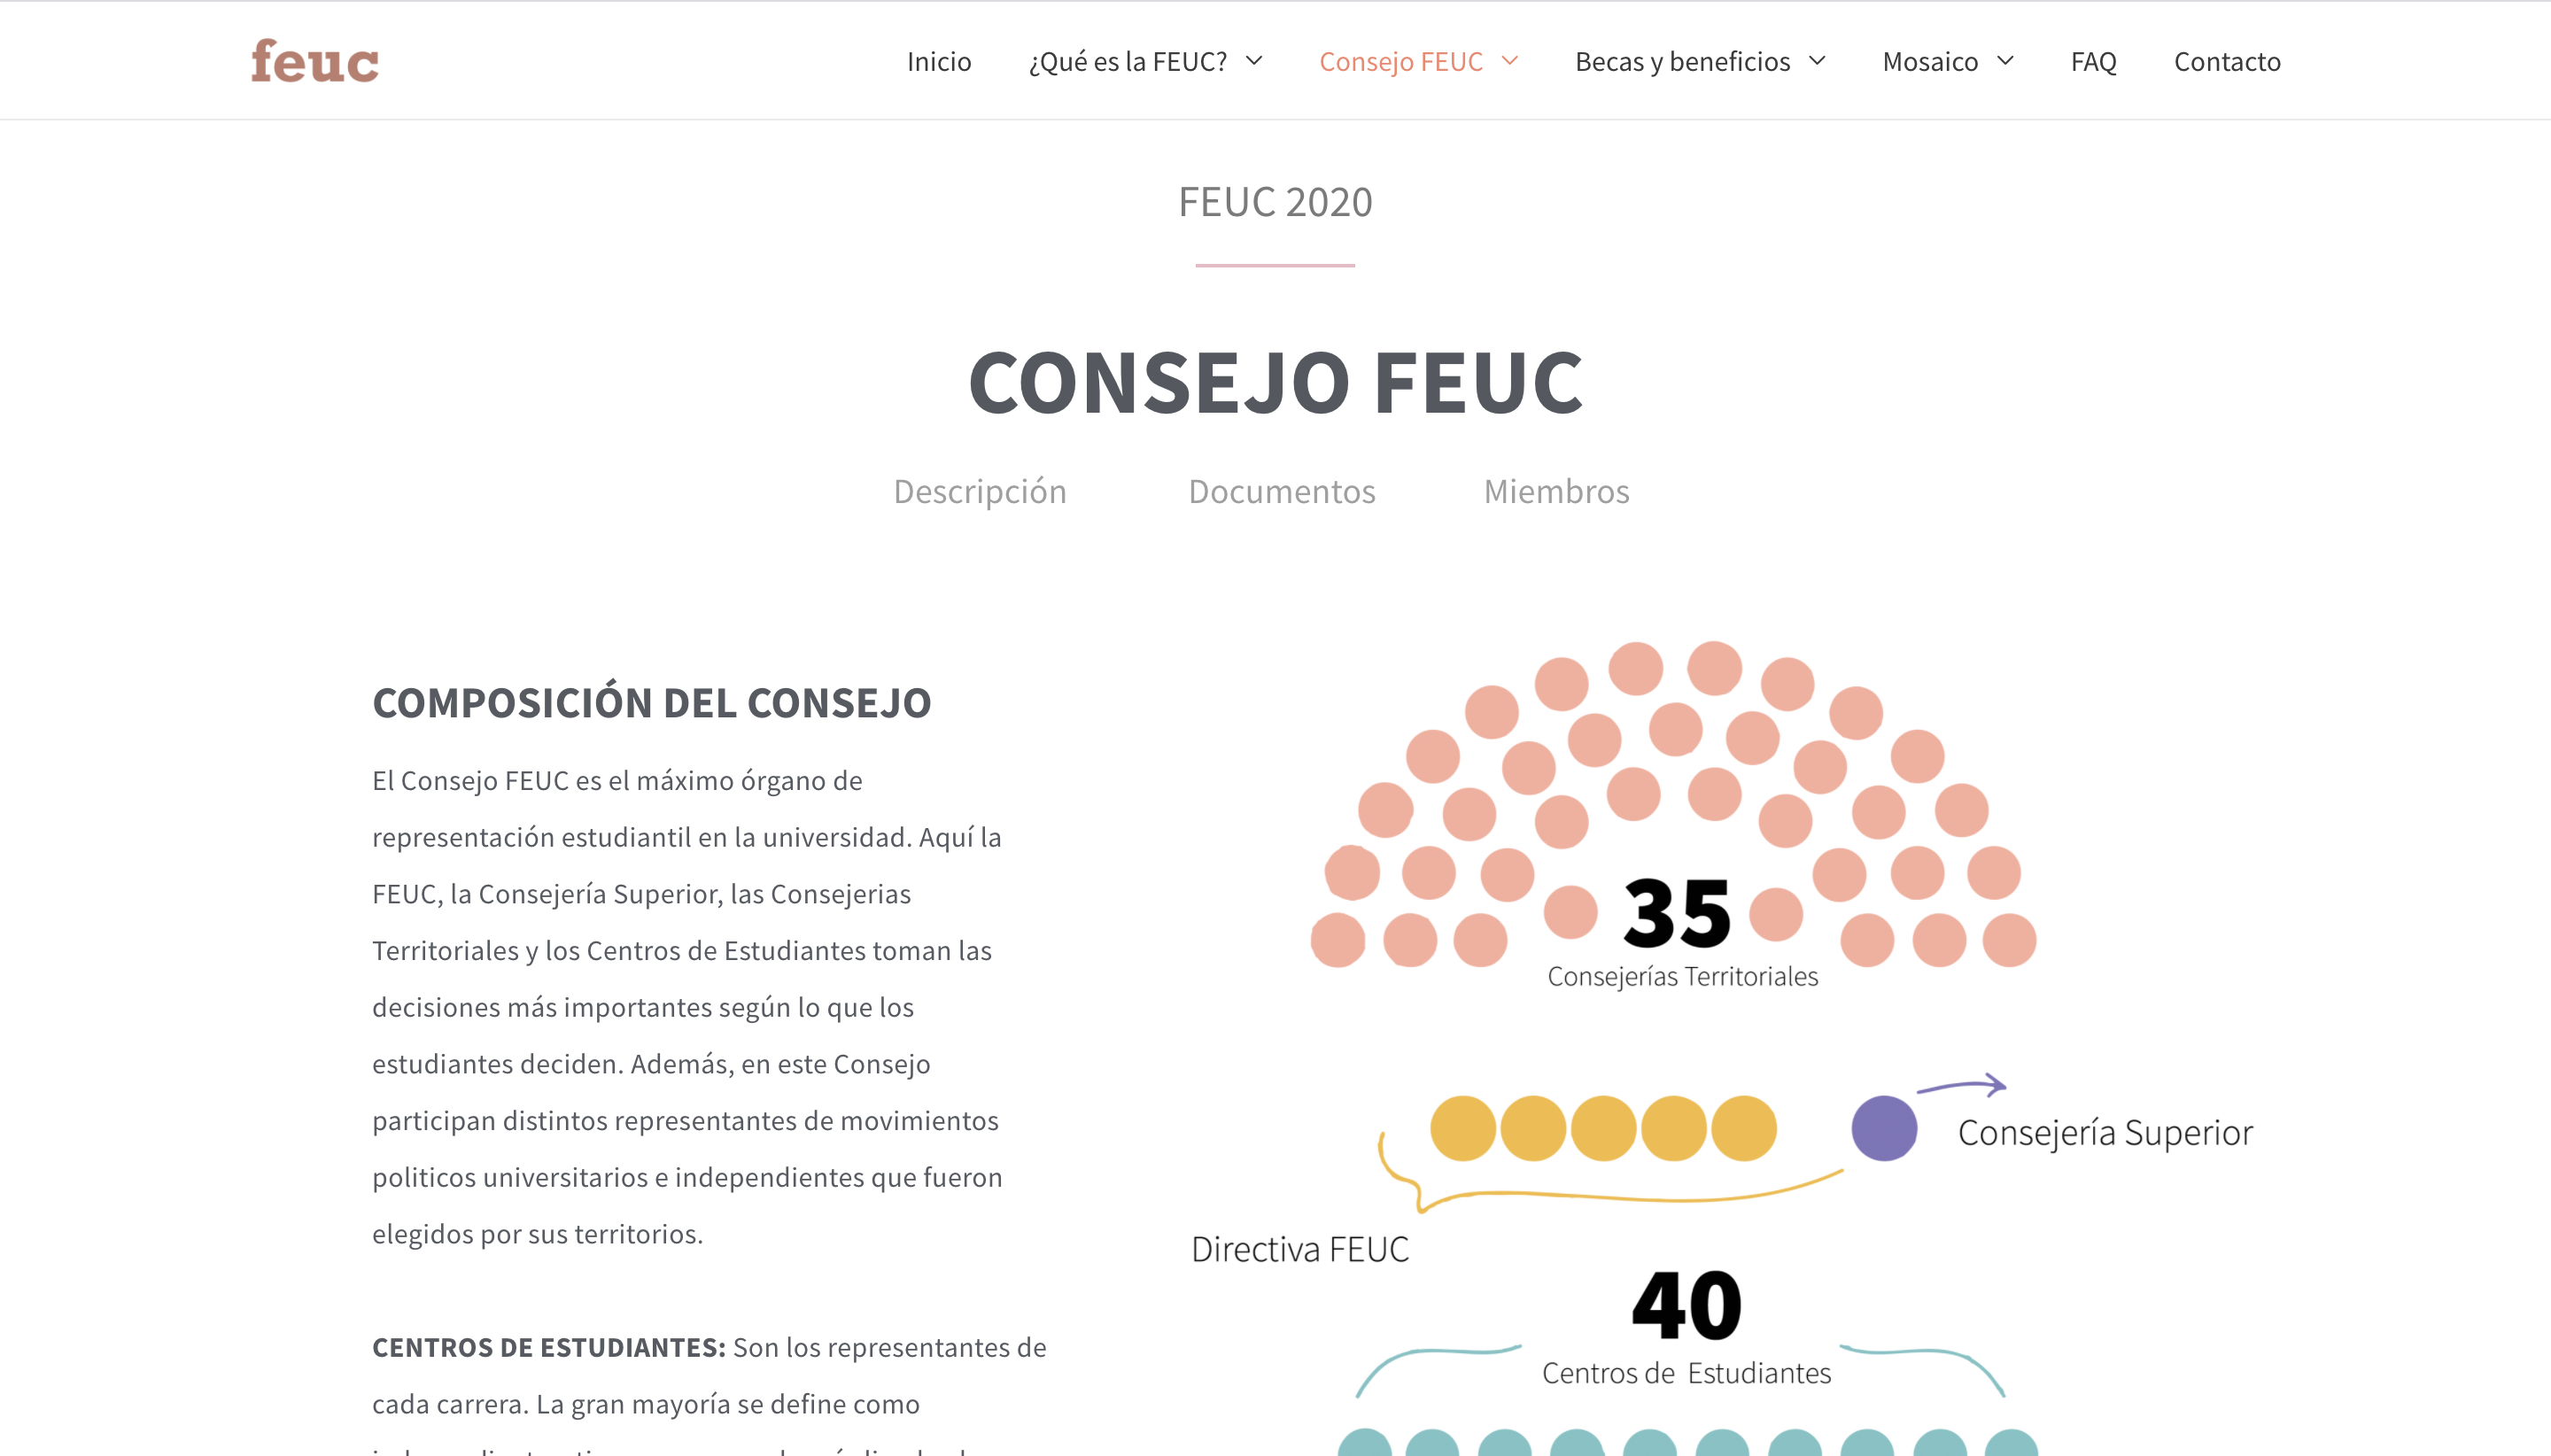 feuc
Inicio
¿Qué es la FEUC?
Consejo FEUC
Becas y beneficios
Mosaico
FAQ
Contacto
FEUC 2020
CONSEJO FEUC
Descripción
Documentos
Miembros
COMPOSICIÓN DEL CONSEJO
El Consejo FEUC es el máximo órgano de
representación estudiantil en la universidad. Aquí la
FEUC, la Consejería Superior, las Consejerias
Territoriales y los Centros de Estudiantes toman las
decisiones más importantes según lo que los
estudiantes deciden. Además, en este Consejo
participan distintos representantes de movimientos
politicos universitarios e independientes que fueron
elegidos por sus territorios.
CENTROS DE ESTUDIANTES: Son los representantes de
cada carrera. La gran mayoría se define como
35
Consejerías Territoriales
Consejería Superior
Directiva FEUC
40
Centros de Estudiantes